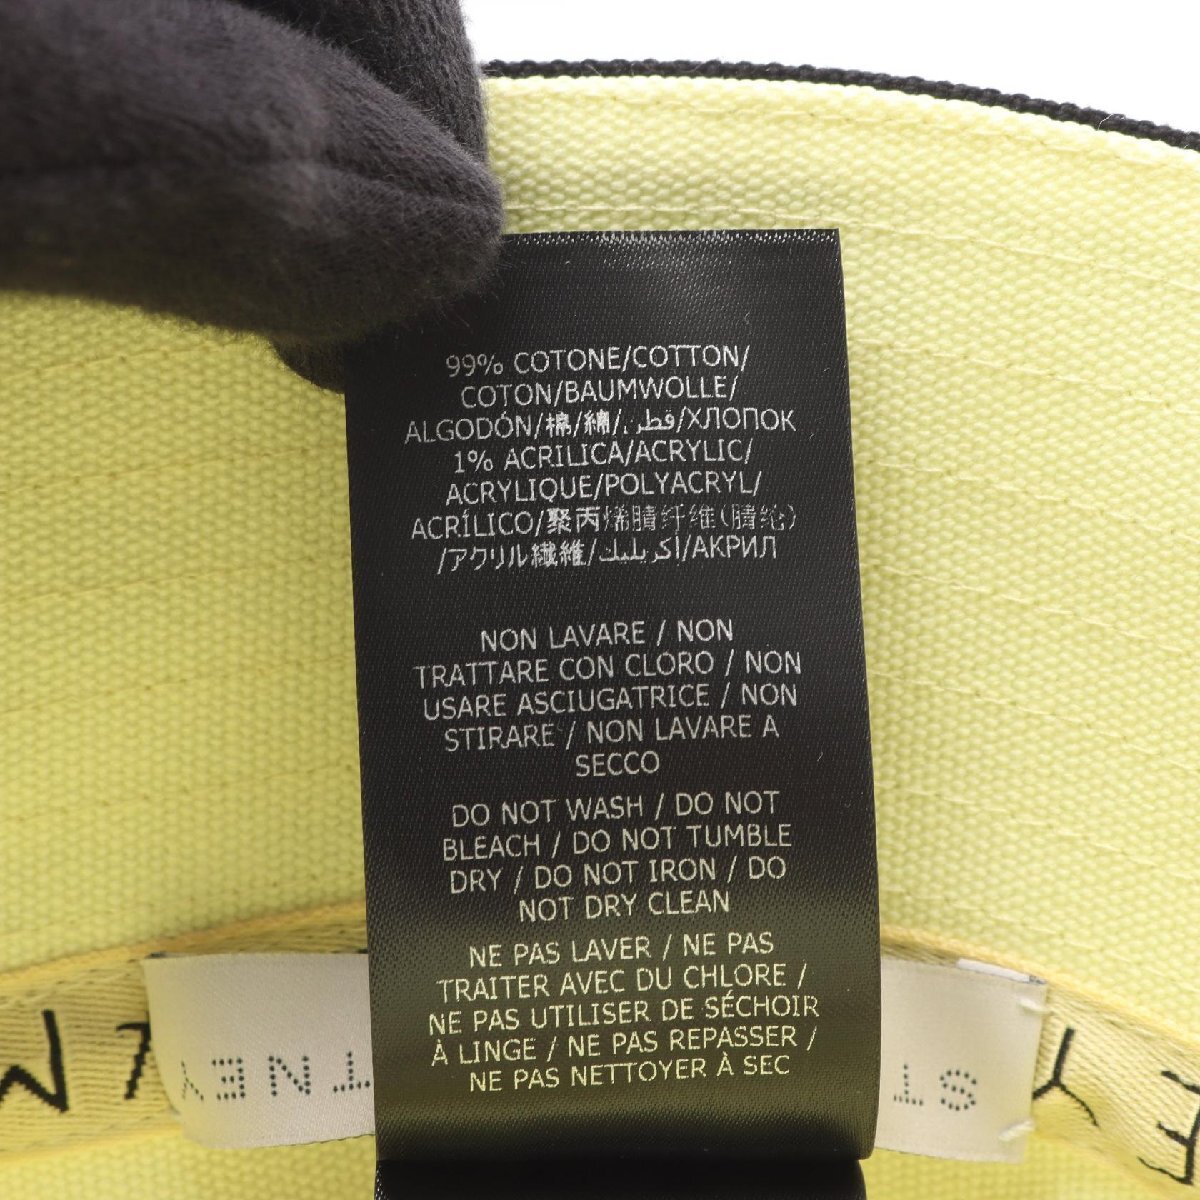 99% COTONE/COTTON/
COTON/BAUMWOLLE/
ALGODÓN/棉/綿/قطن/ХЛОПОК
1% ACRILICA/ACRYLIC/
ACRYLIQUE/POLYACRYL/
ACRÍLICO/聚丙烯腈纤维(腈纶)
/アクリル繊維/اكريليك/АКРИЛ
NON LAVARE / NON
TRATTARE CON CLORO / NON
USARE ASCIUGATRICE / NON
STIRARE / NON LAVARE A
SECCO
DO NOT WASH / DO NOT
BLEACH / DO NOT TUMBLE
DRY / DO NOT IRON / DO
NOT DRY CLEAN
NE PAS LAVER / NE PAS
TRAITER AVEC DU CHLORE /
NE PAS UTILISER DE SÉCHOIR
À LINGE / NE PAS REPASSER /
NE PAS NETTOYER À SEC